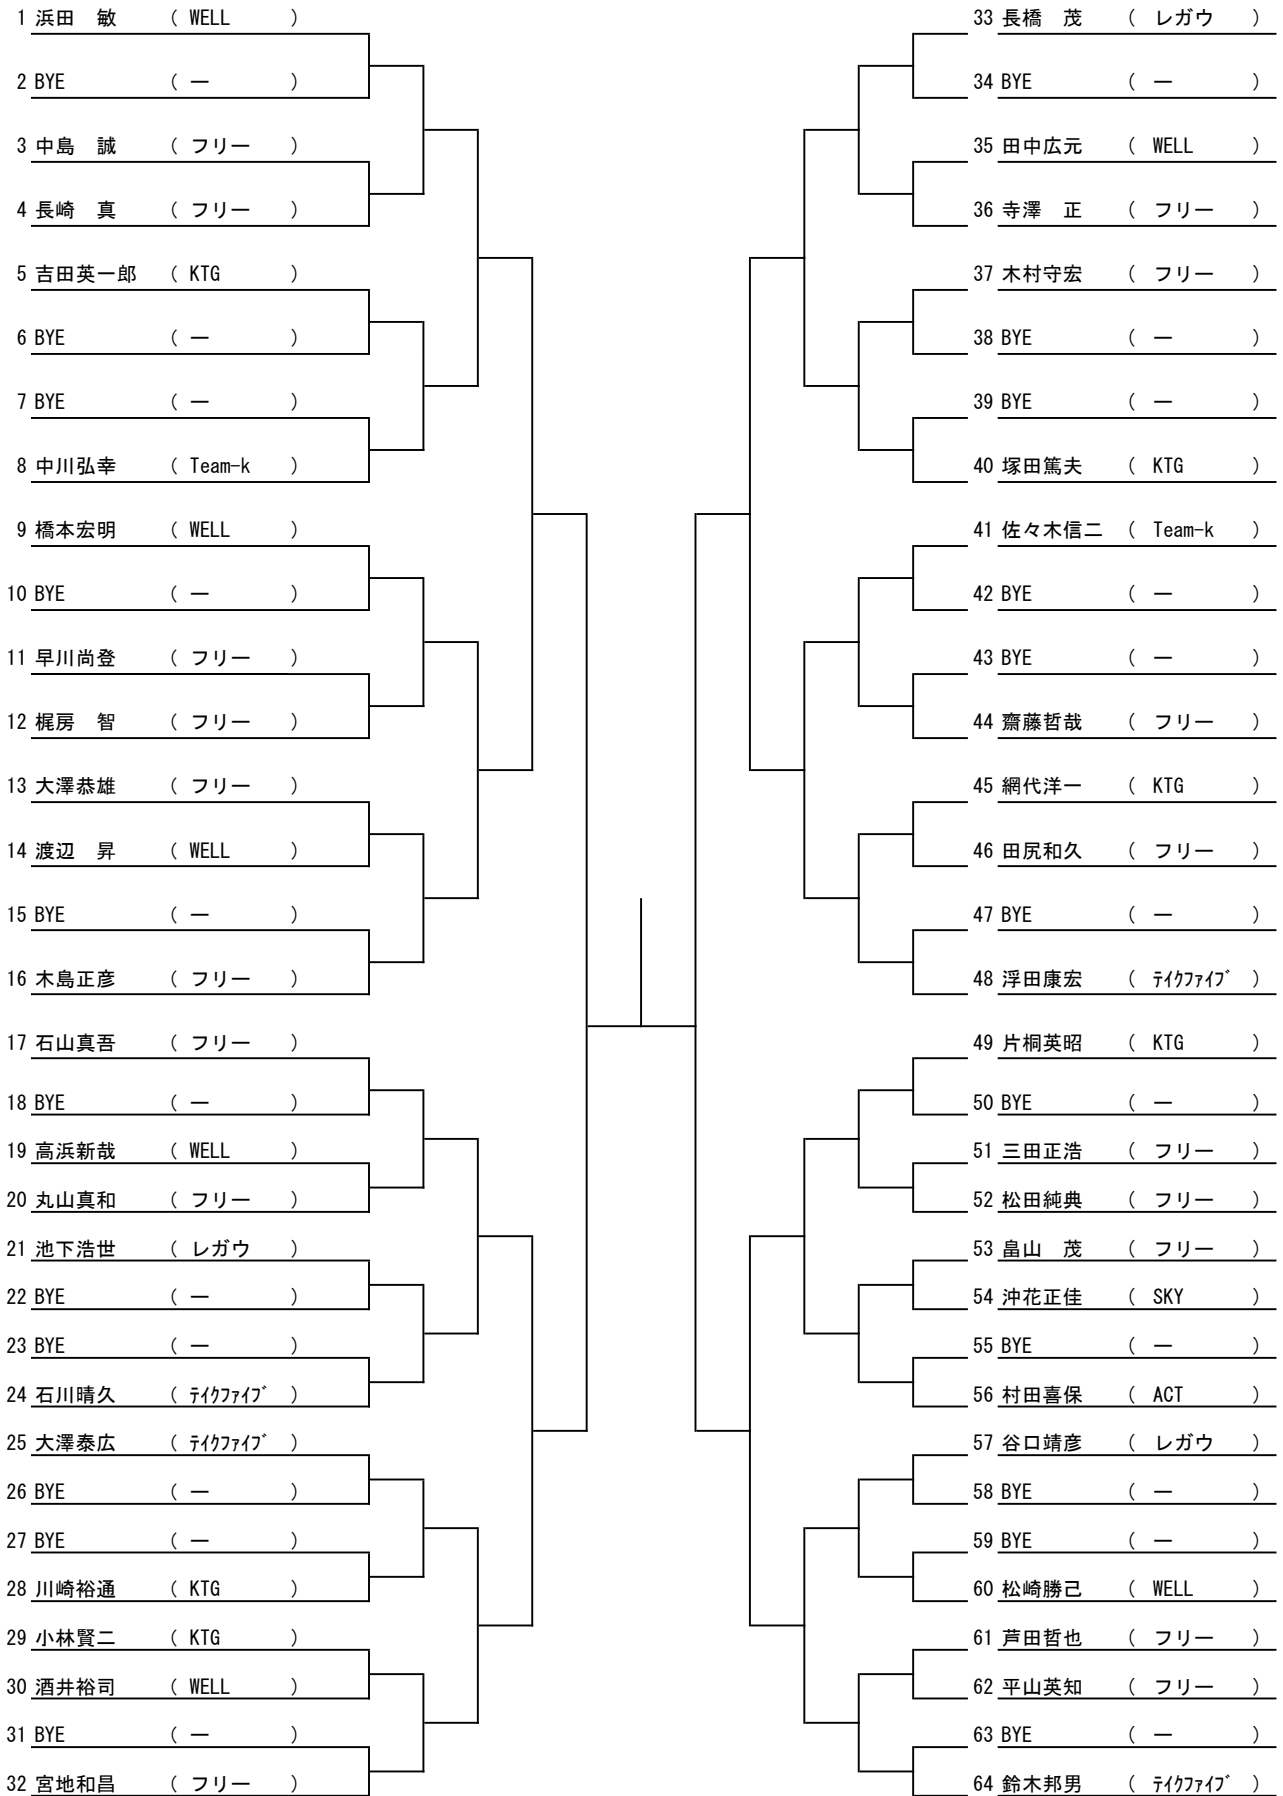 1 浜田　敏 ( WELL )
2 BYE ( ー )
3 中島　誠 ( フリー )
4 長崎　真 ( フリー )
5 吉田英一郎 ( KTG )
6 BYE ( ー )
7 BYE ( ー )
8 中川弘幸 ( Team-k )
9 橋本宏明 ( WELL )
10 BYE ( ー )
11 早川尚登 ( フリー )
12 梶房　智 ( フリー )
13 大澤恭雄 ( フリー )
14 渡辺　昇 ( WELL )
15 BYE ( ー )
16 木島正彦 ( フリー )
17 石山真吾 ( フリー )
18 BYE ( ー )
19 高浜新哉 ( WELL )
20 丸山真和 ( フリー )
21 池下浩世 ( レガウ )
22 BYE ( ー )
23 BYE ( ー )
24 石川晴久 ( ﾃｲｸﾌｧｲﾌﾞ )
25 大澤泰広 ( ﾃｲｸﾌｧｲﾌﾞ )
26 BYE ( ー )
27 BYE ( ー )
28 川崎裕通 ( KTG )
29 小林賢二 ( KTG )
30 酒井裕司 ( WELL )
31 BYE ( ー )
32 宮地和昌 ( フリー )
33 長橋　茂 ( レガウ )
34 BYE ( ー )
35 田中広元 ( WELL )
36 寺澤　正 ( フリー )
37 木村守宏 ( フリー )
38 BYE ( ー )
39 BYE ( ー )
40 塚田篤夫 ( KTG )
41 佐々木信二 ( Team-k )
42 BYE ( ー )
43 BYE ( ー )
44 齋藤哲哉 ( フリー )
45 網代洋一 ( KTG )
46 田尻和久 ( フリー )
47 BYE ( ー )
48 浮田康宏 ( ﾃｲｸﾌｧｲﾌﾞ )
49 片桐英昭 ( KTG )
50 BYE ( ー )
51 三田正浩 ( フリー )
52 松田純典 ( フリー )
53 畠山　茂 ( フリー )
54 沖花正佳 ( SKY )
55 BYE ( ー )
56 村田喜保 ( ACT )
57 谷口靖彦 ( レガウ )
58 BYE ( ー )
59 BYE ( ー )
60 松崎勝己 ( WELL )
61 芦田哲也 ( フリー )
62 平山英知 ( フリー )
63 BYE ( ー )
64 鈴木邦男 ( ﾃｲｸﾌｧｲﾌﾞ )